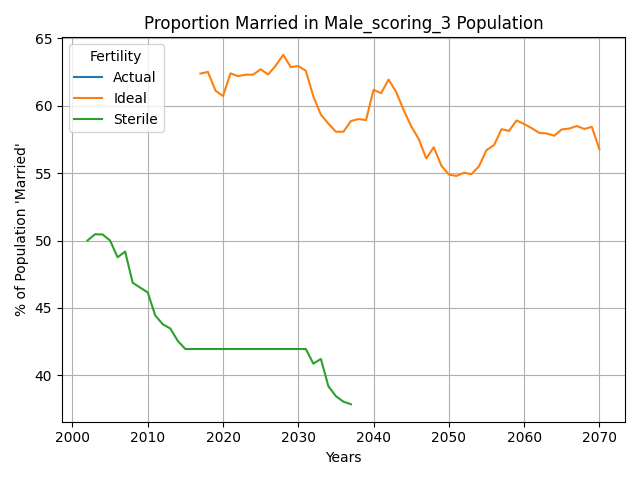 Proportion Married in Male_scoring_3 Population
% of Population 'Married'
65
60
55
50
45
40
Fertility
Actual
Ideal
Sterile
2000 2010 2020 2030 2040 2050 2060 2070
Years